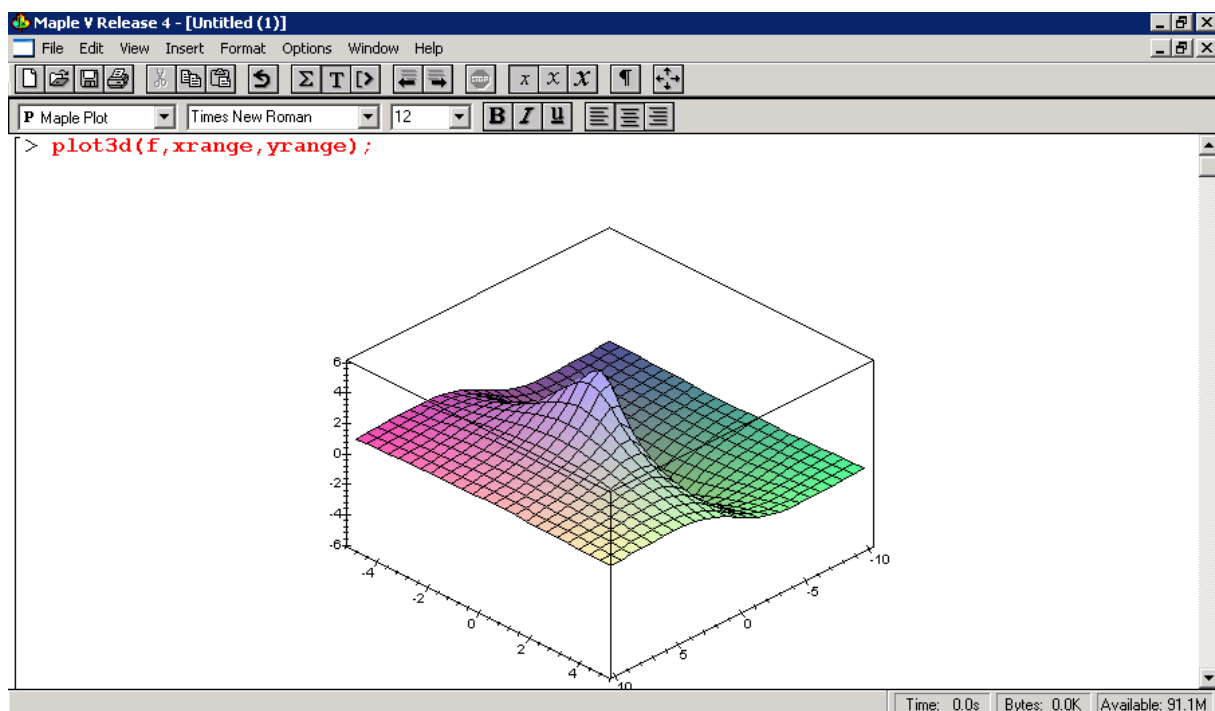 Maple V Release 4 - [Untitled (1)]
File Edit View Insert Format Options Window Help
Σ T [> STOP x x x ¶
P Maple Plot Times New Roman 12 B I u
[> plot3d(f,xrange,yrange);
6
4
2
0
-2
-4
-6
-4
-2
0
2
4
10
5
0
-5
-10
Time: 0.0s Bytes: 0.0K Available: 91.1M